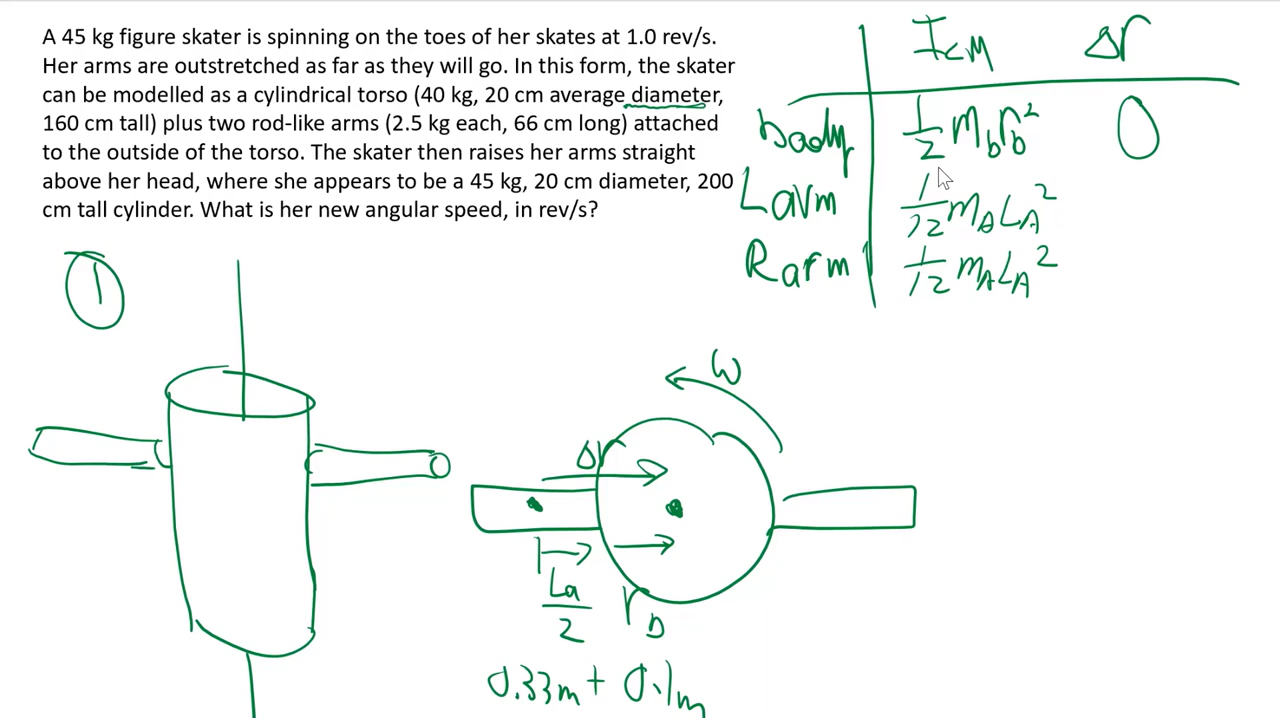 A 45 kg figure skater is spinning on the toes of her skates at 1.0 rev/s.
Her arms are outstretched as far as they will go. In this form, the skater
can be modelled as a cylindrical torso (40 kg, 20 cm average diameter,
160 cm tall) plus two rod-like arms (2.5 kg each, 66 cm long) attached
to the outside of the torso. The skater then raises her arms straight
above her head, where she appears to be a 45 kg, 20 cm diameter, 200
cm tall cylinder. What is her new angular speed, in rev/s?
I_CM Δr
body 1/2 m_b r_b^2 0
Larm 1/12 m_A L_A^2
Rarm 1/12 m_A L_A^2
1
ω
Δr
La/2 r_D
0.33m + 0.1m